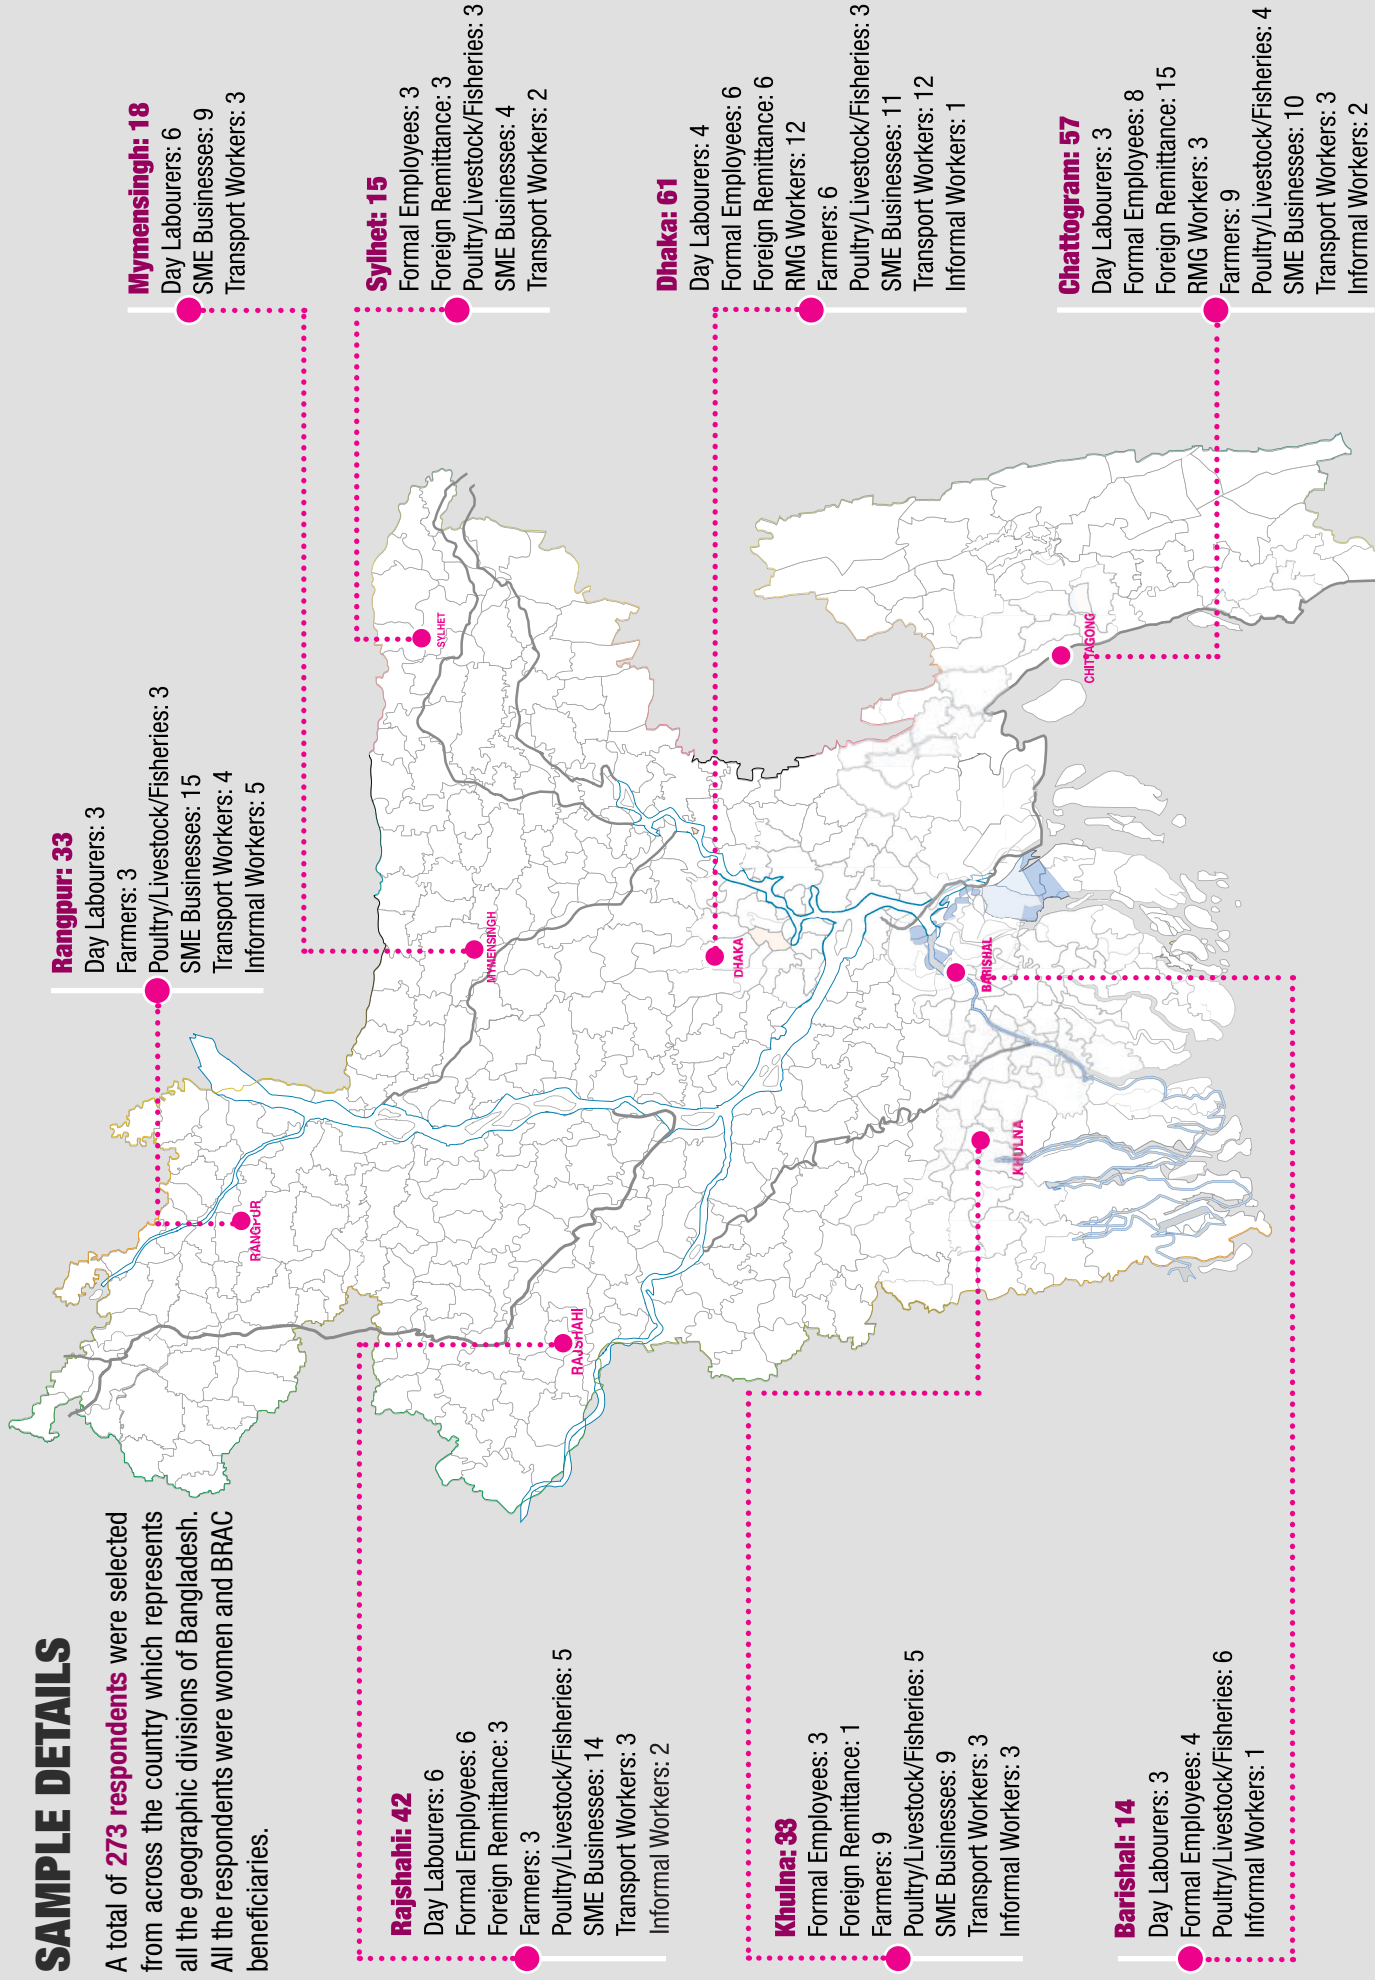 SAMPLE DETAILS
A total of 273 respondents were selected
from across the country which represents
all the geographic divisions of Bangladesh.
All the respondents were women and BRAC
beneficiaries.
Rangpur: 33
Day Labourers: 3
Farmers: 3
Poultry/Livestock/Fisheries: 3
SME Businesses: 15
Transport Workers: 4
Informal Workers: 5
Mymensingh: 18
Day Labourers: 6
SME Businesses: 9
Transport Workers: 3
Sylhet: 15
Formal Employees: 3
Foreign Remittance: 3
Poultry/Livestock/Fisheries: 3
SME Businesses: 4
Transport Workers: 2
Dhaka: 61
Day Labourers: 4
Formal Employees: 6
Foreign Remittance: 6
RMG Workers: 12
Farmers: 6
Poultry/Livestock/Fisheries: 3
SME Businesses: 11
Transport Workers: 12
Informal Workers: 1
Chattogram: 57
Day Labourers: 3
Formal Employees: 8
Foreign Remittance: 15
RMG Workers: 3
Farmers: 9
Poultry/Livestock/Fisheries: 4
SME Businesses: 10
Transport Workers: 3
Informal Workers: 2
Rajshahi: 42
Day Labourers: 6
Formal Employees: 6
Foreign Remittance: 3
Farmers: 3
Poultry/Livestock/Fisheries: 5
SME Businesses: 14
Transport Workers: 3
Informal Workers: 2
Khulna: 33
Formal Employees: 3
Foreign Remittance: 1
Farmers: 9
Poultry/Livestock/Fisheries: 5
SME Businesses: 9
Transport Workers: 3
Informal Workers: 3
Barishal: 14
Day Labourers: 3
Formal Employees: 4
Poultry/Livestock/Fisheries: 6
Informal Workers: 1
RANGPUR
MYMENSINGH
SYLHET
RAJSHAHI
DHAKA
KHULNA
BARISHAL
CHITTAGONG